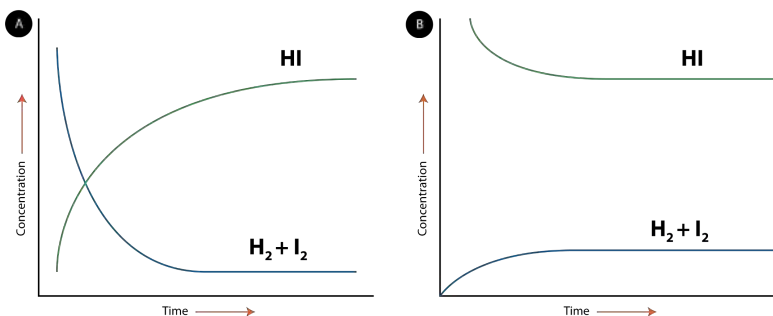 A
HI
H₂ + I₂
Concentration
Time
B
HI
H₂ + I₂
Concentration
Time